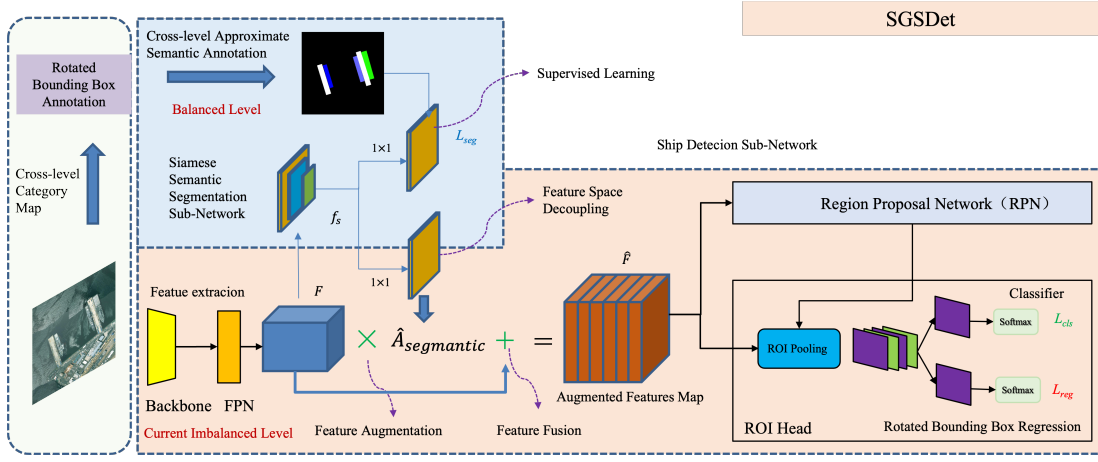 SGSDet
Rotated
Bounding Box
Annotation
Cross-level
Category
Map
Cross-level Approximate
Semantic Annotation
Balanced Level
Supervised Learning
L_seg
1×1
Siamese
Semantic
Segmentation
Sub-Network
f_s
1×1
Feature Space
Decoupling
Ship Detecion Sub-Network
Region Proposal Network（RPN）
Featue extracion
F
Backbone
FPN
Current Imbalanced Level
× Â_segmantic + =
Feature Augmentation
Feature Fusion
F̂
Augmented Features Map
ROI Pooling
Classifier
Softmax
L_cls
Softmax
L_reg
ROI Head
Rotated Bounding Box Regression